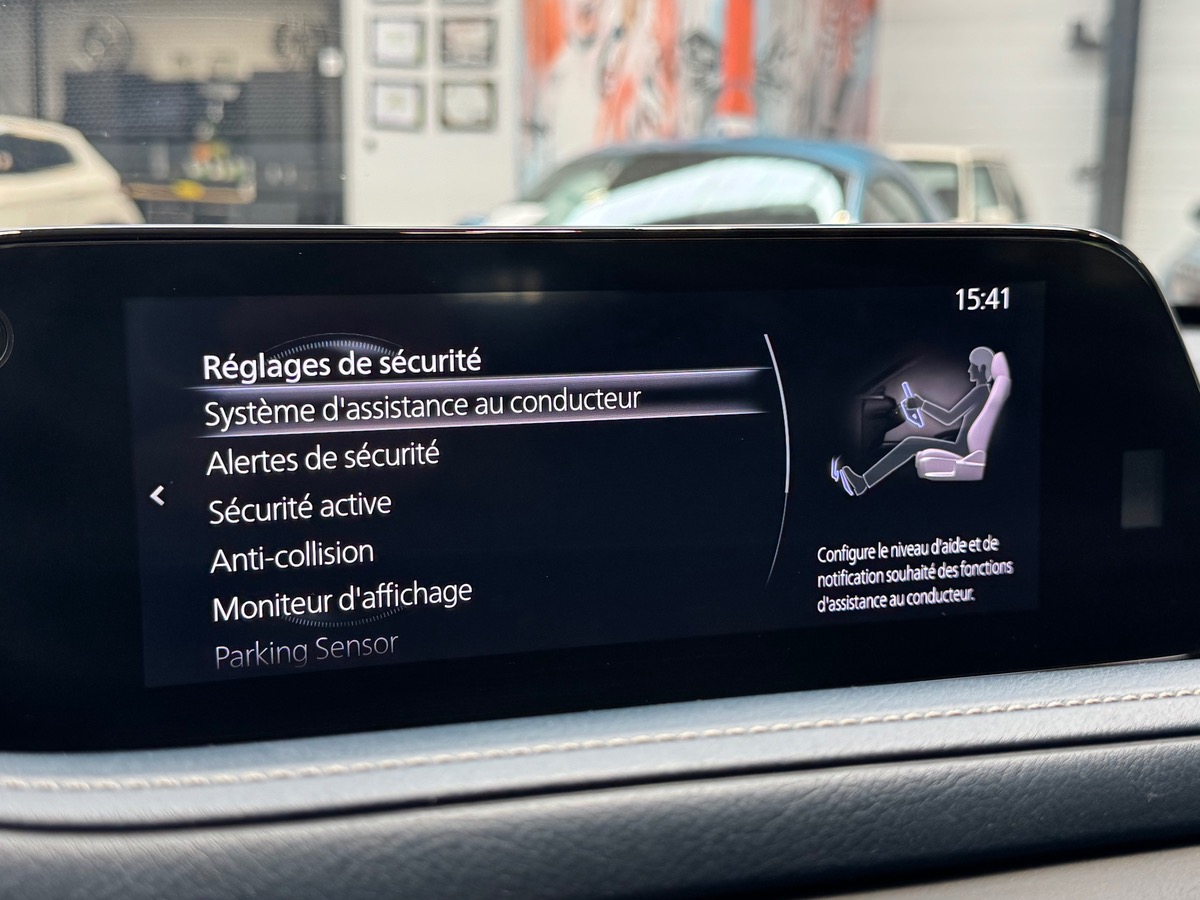 15:41
Réglages de sécurité
Système d'assistance au conducteur
Alertes de sécurité
Sécurité active
Anti-collision
Moniteur d'affichage
Parking Sensor
Configure le niveau d'aide et de
notification souhaité des fonctions
d'assistance au conducteur.